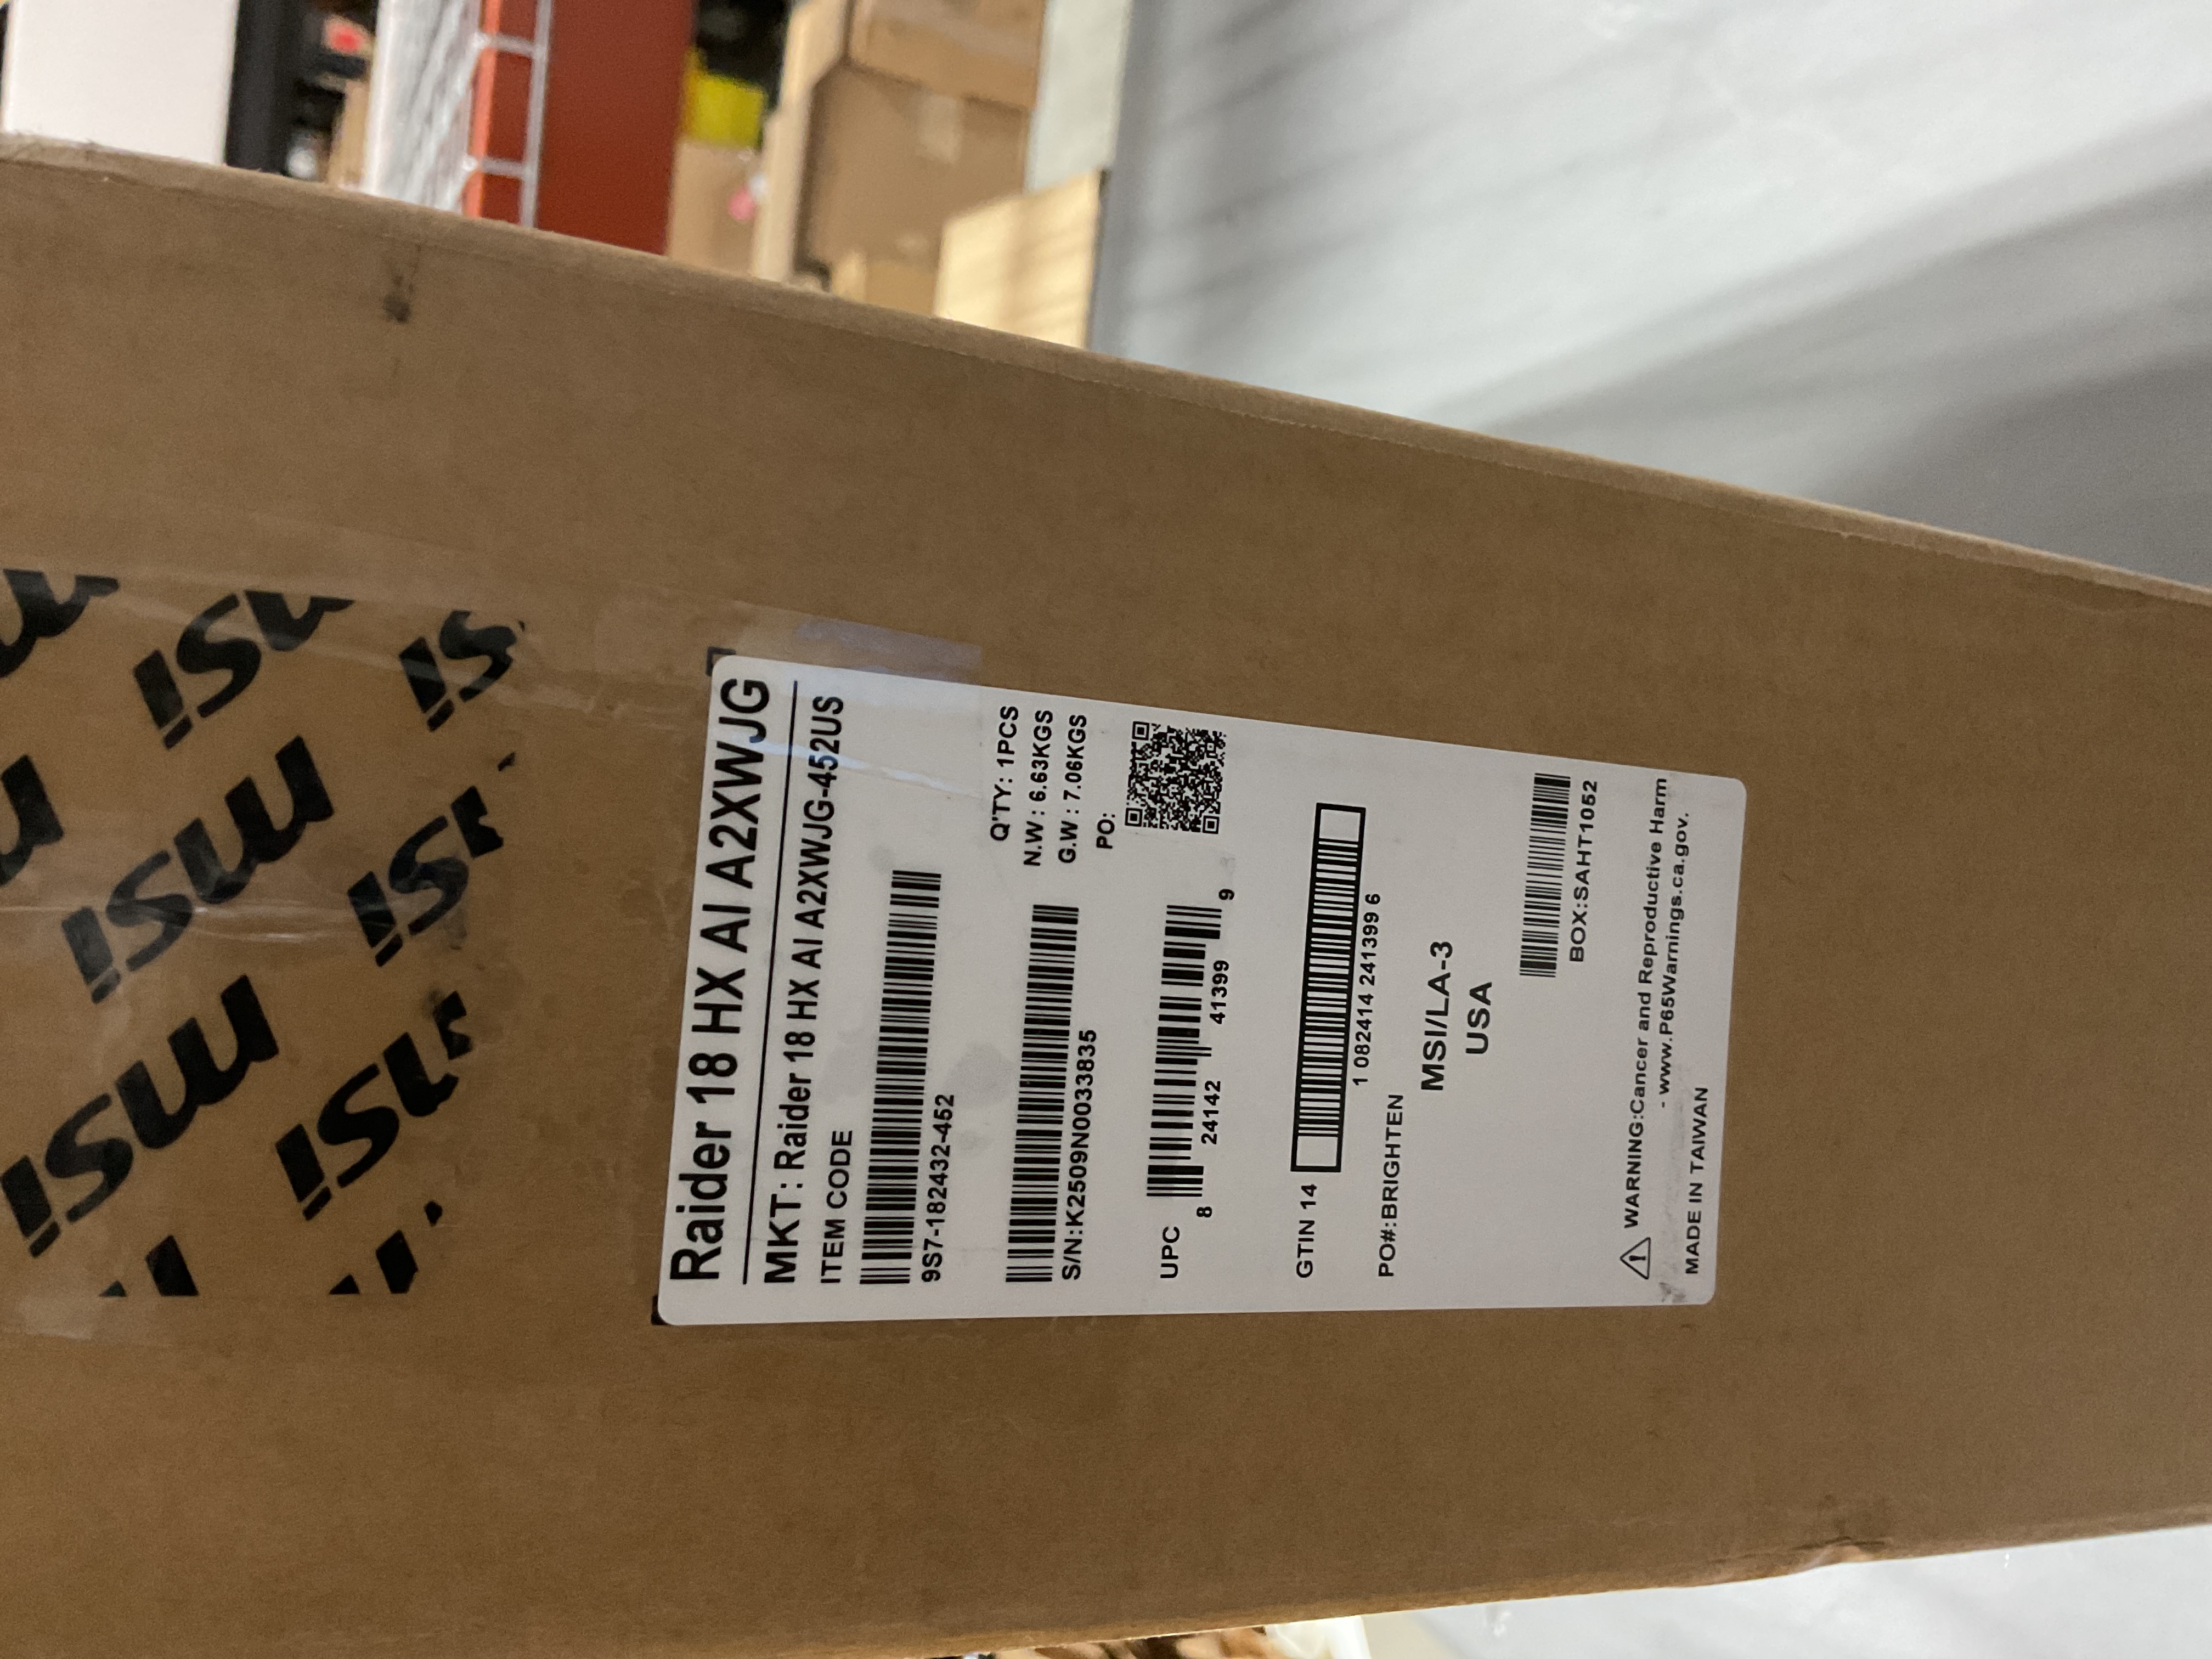 msi
msi
msi
msi
msi
msi
Raider 18 HX AI A2XWJG
MKT: Raider 18 HX AI A2XWJG-452US
ITEM CODE
9S7-182432-452
Q'TY: 1PCS
N.W : 6.63KGS
S/N:K2509N0033835
G.W : 7.06KGS
PO:
UPC
8 24142 41399 9
GTIN 14
1 082414 241399 6
PO#:BRIGHTEN
MSI/LA-3
USA
BOX:SAHT1052
WARNING:Cancer and Reproductive Harm
- www.P65Warnings.ca.gov.
MADE IN TAIWAN